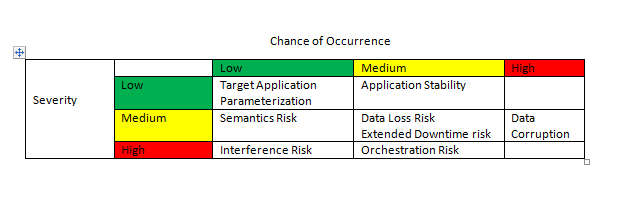 Chance of Occurrence
Low Medium High
Severity
Low Target Application Parameterization Application Stability
Medium Semantics Risk Data Loss Risk Extended Downtime risk Data Corruption
High Interference Risk Orchestration Risk